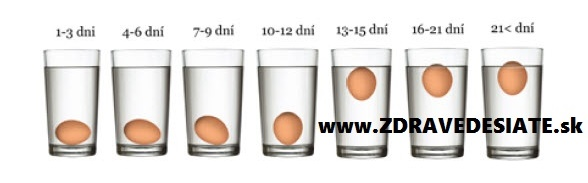 1-3 dni 4-6 dní 7-9 dní 10-12 dní 13-15 dní 16-21 dní 21< dní
www.ZDRAVEDESIATE.sk